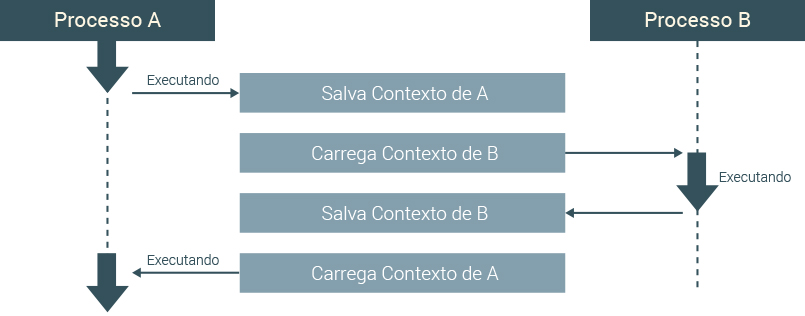 Processo A
Processo B
Executando
Salva Contexto de A
Carrega Contexto de B
Executando
Salva Contexto de B
Executando
Carrega Contexto de A